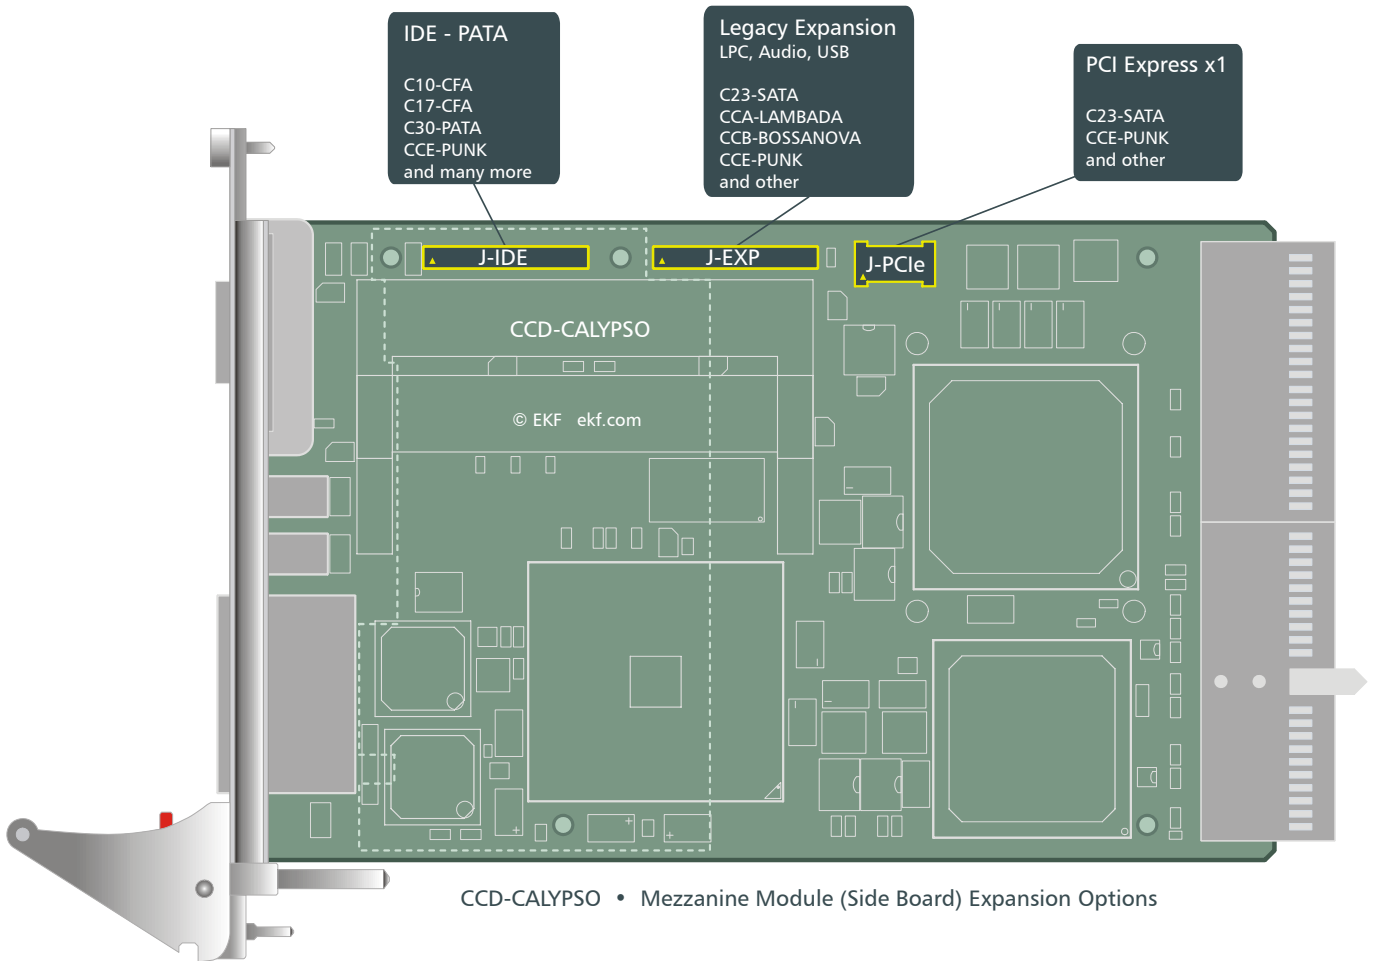 IDE - PATA
C10-CFA
C17-CFA
C30-PATA
CCE-PUNK
and many more
Legacy Expansion
LPC, Audio, USB
C23-SATA
CCA-LAMBADA
CCB-BOSSANOVA
CCE-PUNK
and other
PCI Express x1
C23-SATA
CCE-PUNK
and other
J-IDE
J-EXP
J-PCIe
CCD-CALYPSO
© EKF ekf.com
CCD-CALYPSO • Mezzanine Module (Side Board) Expansion Options